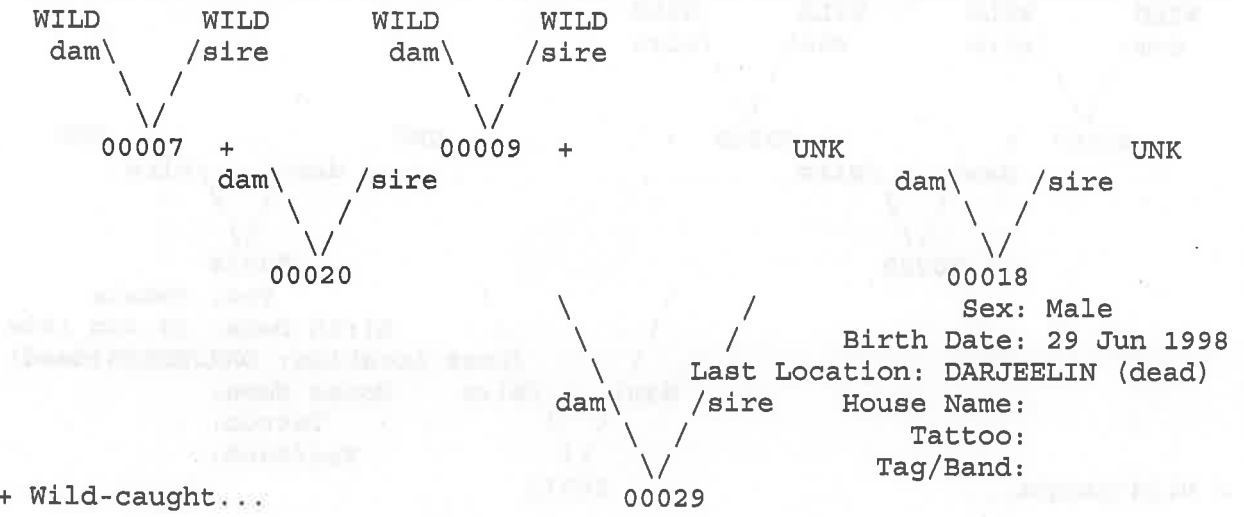 WILD WILD WILD WILD
dam\ /sire dam\ /sire
\ / \ /
\/ \/
00007 + 00009 + UNK UNK
dam\ /sire dam\ /sire
\ / \ /
\/ \/
00020 00018
\ / Sex: Male
\ / Birth Date: 29 Jun 1998
\ / Last Location: DARJEELIN (dead)
dam\ /sire House Name:
\ / Tattoo:
\/ Tag/Band:
+ Wild-caught... 00029